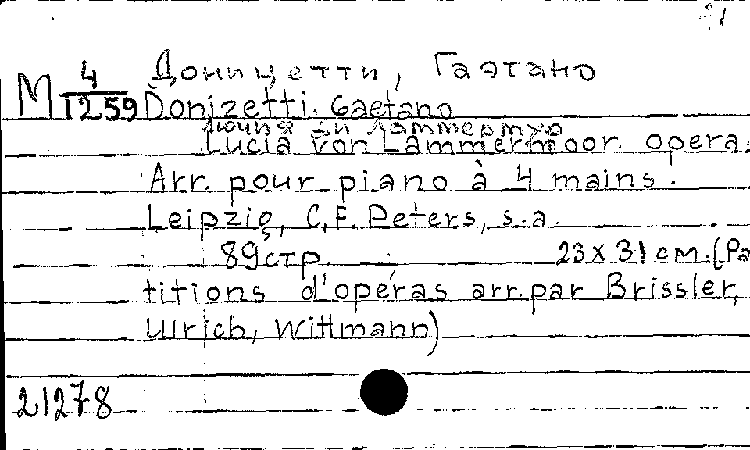 Доницетти, Гаэтано
M 4/1259 Donizetti. Gaetano
Лючия ди Ламмермур
Lucia von Lammermoor. opera.
Arr. pour piano à 4 mains.
Leipzig, C.F. Peters, s.a.
89 стр. 23 x 31 см. (Pa
titions d'opéras arr. par Brissler,
Ulrich, Wittmann)
21278